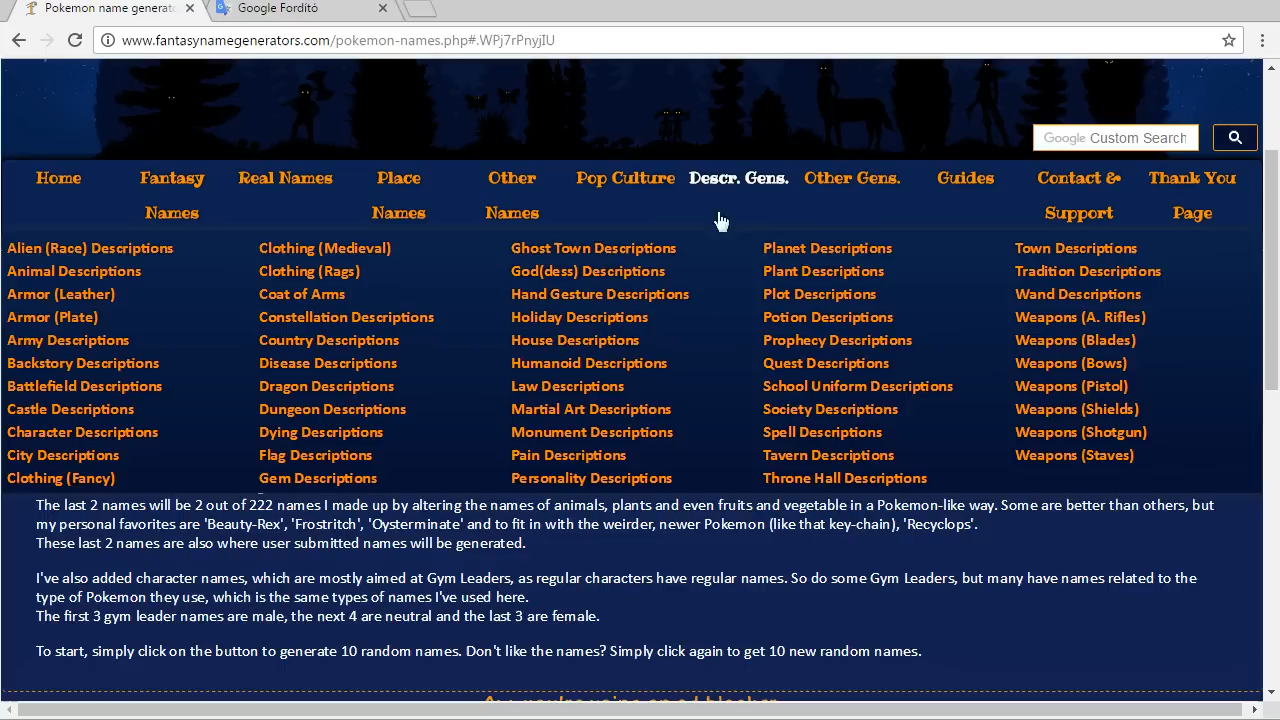 Pokemon name generat
Google Fordító
www.fantasynamegenerators.com/pokemon-names.php#.WPj7rPnyjIU
Google Custom Search
Home Fantasy Names Real Names Place Names Other Names Pop Culture Descr. Gens. Other Gens. Guides Contact & Support Thank You Page
Alien (Race) Descriptions Clothing (Medieval) Ghost Town Descriptions Planet Descriptions Town Descriptions
Animal Descriptions Clothing (Rags) God(dess) Descriptions Plant Descriptions Tradition Descriptions
Armor (Leather) Coat of Arms Hand Gesture Descriptions Plot Descriptions Wand Descriptions
Armor (Plate) Constellation Descriptions Holiday Descriptions Potion Descriptions Weapons (A. Rifles)
Army Descriptions Country Descriptions House Descriptions Prophecy Descriptions Weapons (Blades)
Backstory Descriptions Disease Descriptions Humanoid Descriptions Quest Descriptions Weapons (Bows)
Battlefield Descriptions Dragon Descriptions Law Descriptions School Uniform Descriptions Weapons (Pistol)
Castle Descriptions Dungeon Descriptions Martial Art Descriptions Society Descriptions Weapons (Shields)
Character Descriptions Dying Descriptions Monument Descriptions Spell Descriptions Weapons (Shotgun)
City Descriptions Flag Descriptions Pain Descriptions Tavern Descriptions Weapons (Staves)
Clothing (Fancy) Gem Descriptions Personality Descriptions Throne Hall Descriptions
The last 2 names will be 2 out of 222 names I made up by altering the names of animals, plants and even fruits and vegetable in a Pokemon-like way. Some are better than others, but
my personal favorites are 'Beauty-Rex', 'Frostritch', 'Oysterminate' and to fit in with the weirder, newer Pokemon (like that key-chain), 'Recyclops'.
These last 2 names are also where user submitted names will be generated.
I've also added character names, which are mostly aimed at Gym Leaders, as regular characters have regular names. So do some Gym Leaders, but many have names related to the
type of Pokemon they use, which is the same types of names I've used here.
The first 3 gym leader names are male, the next 4 are neutral and the last 3 are female.
To start, simply click on the button to generate 10 random names. Don't like the names? Simply click again to get 10 new random names.